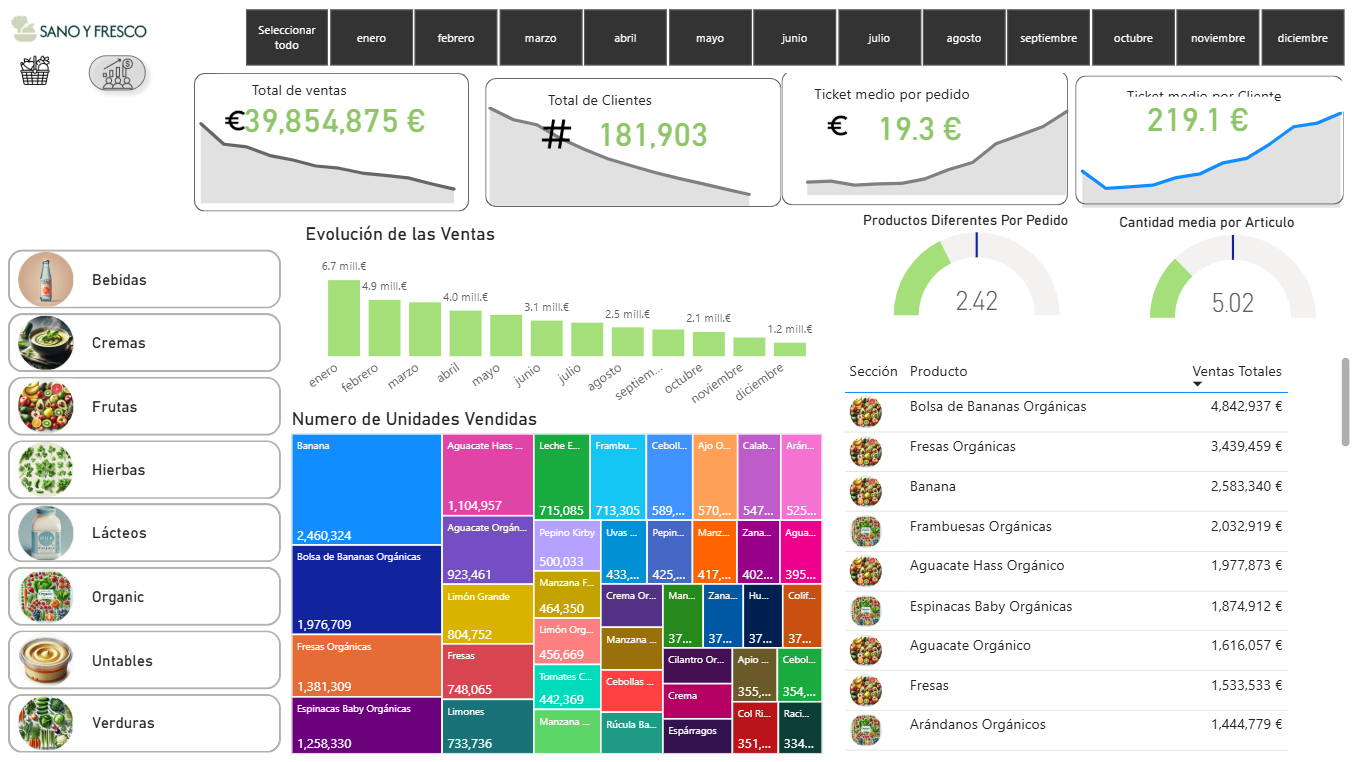 SANO Y FRESCO
Seleccionar
todo
enero
febrero
marzo
abril
mayo
junio
julio
agosto
septiembre
octubre
noviembre
diciembre
Total de ventas
€39,854,875 €
Total de Clientes
# 181,903
Ticket medio por pedido
€ 19.3 €
Ticket medio por Cliente
219.1 €
Bebidas
Cremas
Frutas
Hierbas
Lácteos
Organic
Untables
Verduras
Evolución de las Ventas
6.7 mill.€
4.9 mill.€
4.0 mill.€
3.1 mill.€
2.5 mill.€
2.1 mill.€
1.2 mill.€
enero
febrero
marzo
abril
mayo
junio
julio
agosto
septiem...
octubre
noviembre
diciembre
Productos Diferentes Por Pedido
2.42
Cantidad media por Articulo
5.02
Numero de Unidades Vendidas
Banana
2,460,324
Bolsa de Bananas Orgánicas
1,976,709
Fresas Orgánicas
1,381,309
Espinacas Baby Orgánicas
1,258,330
Aguacate Hass ...
1,104,957
Aguacate Orgán...
923,461
Limón Grande
804,752
Fresas
748,065
Limones
733,736
Leche E...
715,085
Frambu...
713,305
Ceboll...
589,...
Ajo O...
570,...
Calab...
547...
Arán...
525...
Pepino Kirby
500,033
Manzana F...
464,350
Limón Org...
456,669
Tomates C...
442,369
Manzana ...
Uvas ...
433,...
Pepin...
425,...
Manz...
417,...
Zana...
402...
Agua...
395...
Crema Or...
Manzana ...
Cebollas ...
Rúcula Ba...
Man...
37...
Zana...
37...
Hu...
37...
Colif...
37...
Cilantro Or...
Crema
Espárragos
Apio ...
355,...
Cebol...
354,...
Col Ri...
351,...
Raci...
334...
Sección Producto Ventas Totales
Bolsa de Bananas Orgánicas 4,842,937 €
Fresas Orgánicas 3,439,459 €
Banana 2,583,340 €
Frambuesas Orgánicas 2,032,919 €
Aguacate Hass Orgánico 1,977,873 €
Espinacas Baby Orgánicas 1,874,912 €
Aguacate Orgánico 1,616,057 €
Fresas 1,533,533 €
Arándanos Orgánicos 1,444,779 €